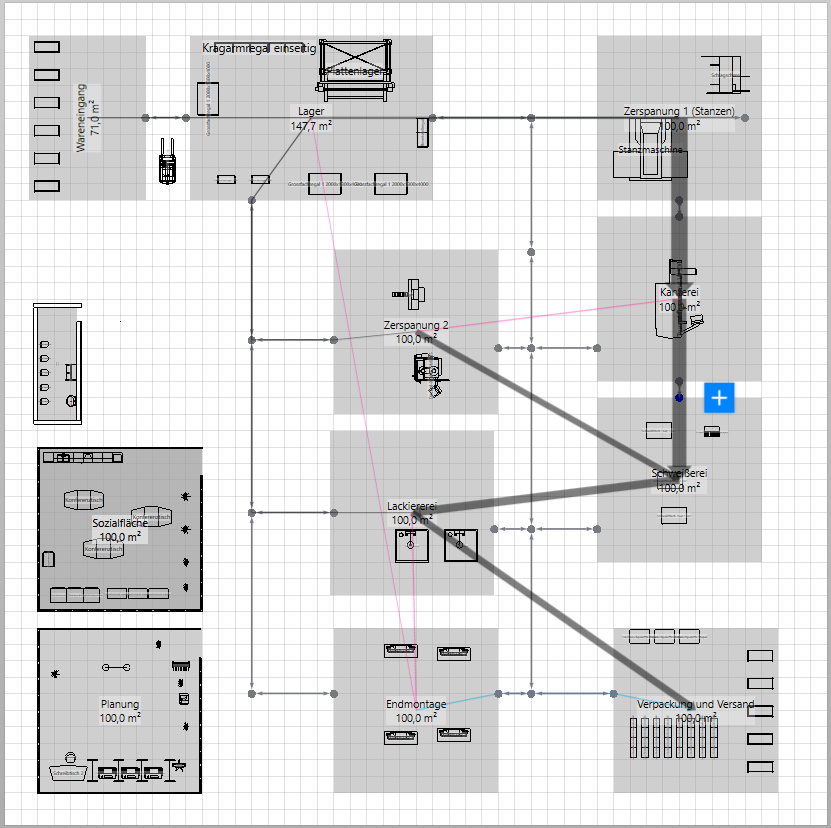 Kragarmregal einseitig
Plattenlager
Wareneingang
71,0 m²
Lager
147,7 m²
Zerspanung 1 (Stanzen)
100,0 m²
Stanzmaschine
Kanterei
100,0 m²
Zerspanung 2
100,0 m²
Schweißerei
100,0 m²
Lackiererei
100,0 m²
Sozialfläche
100,0 m²
Planung
100,0 m²
Endmontage
100,0 m²
Verpackung und Versand
100,0 m²
Schreibtisch 2